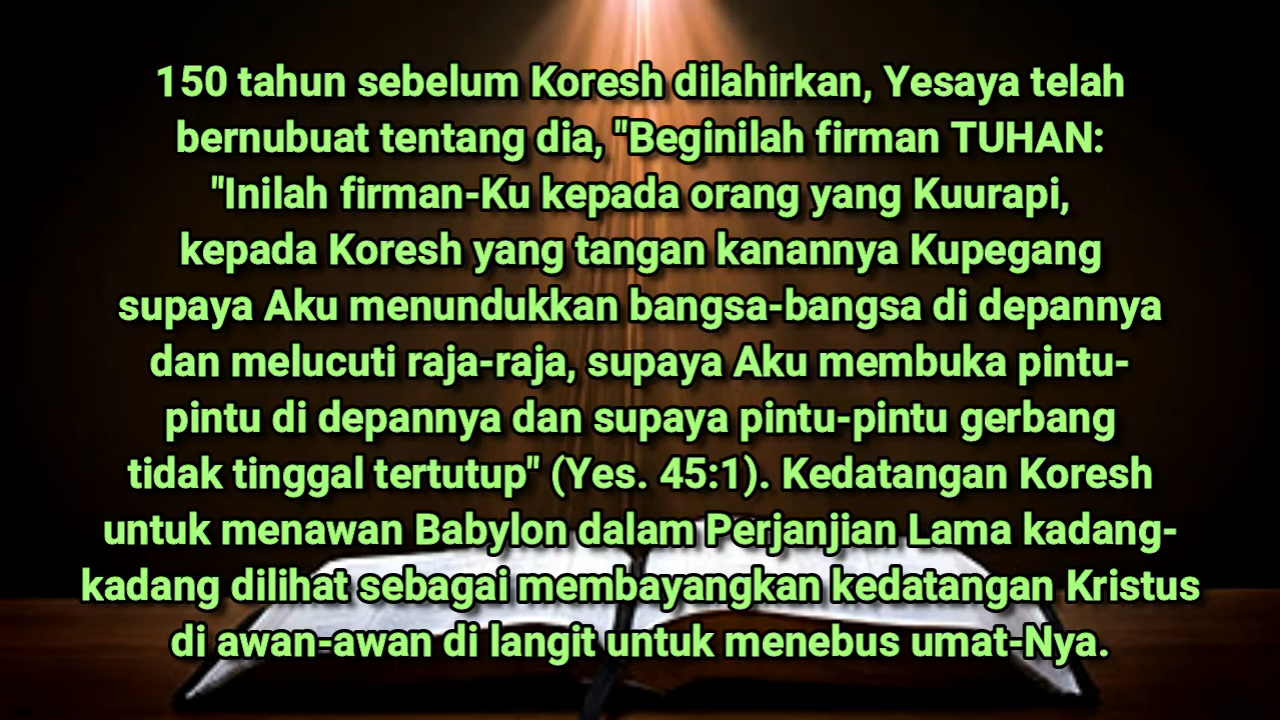 150 tahun sebelum Koresh dilahirkan, Yesaya telah
bernubuat tentang dia, "Beginilah firman TUHAN:
"Inilah firman-Ku kepada orang yang Kuurapi,
kepada Koresh yang tangan kanannya Kupegang
supaya Aku menundukkan bangsa-bangsa di depannya
dan melucuti raja-raja, supaya Aku membuka pintu-
pintu di depannya dan supaya pintu-pintu gerbang
tidak tinggal tertutup" (Yes. 45:1). Kedatangan Koresh
untuk menawan Babylon dalam Perjanjian Lama kadang-
kadang dilihat sebagai membayangkan kedatangan Kristus
di awan-awan di langit untuk menebus umat-Nya.